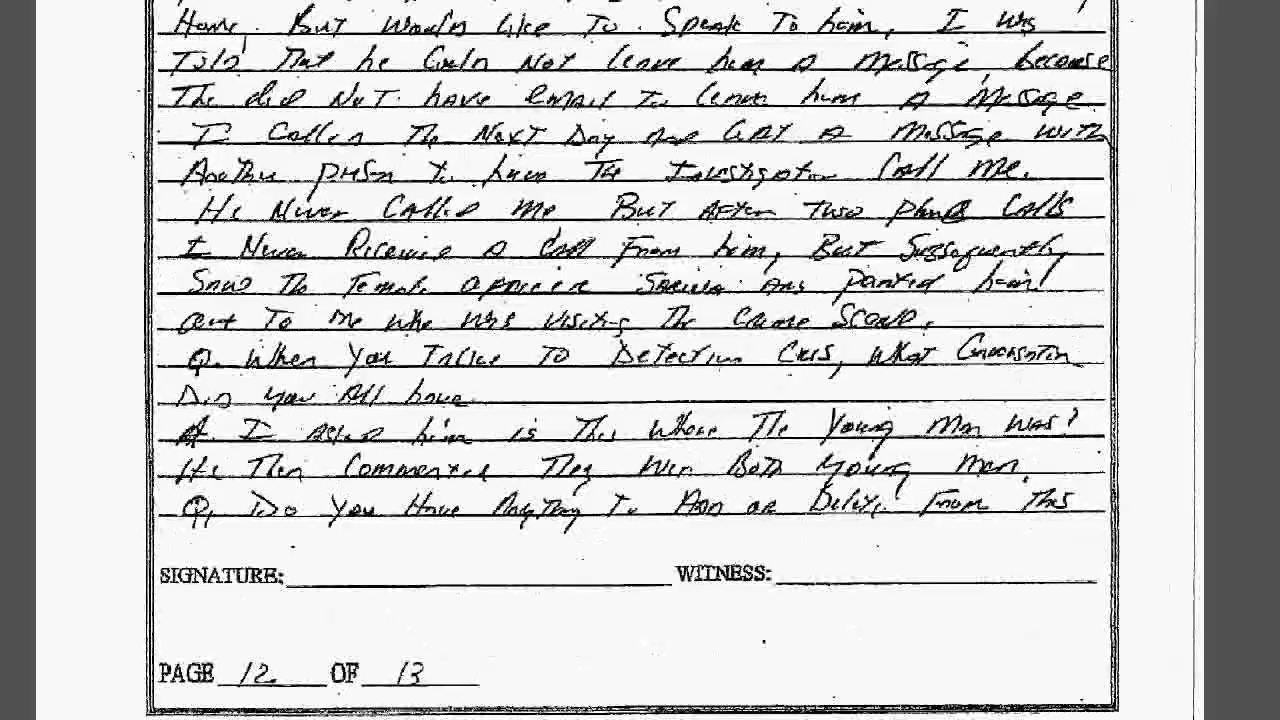 Home. But would like to speak to him, I was
Told that he Could Not leave him a message, because
The did Not have email to leave him A message.
I Called The Next Day and left a message with
Another person to have The Investigator Call me.
He Never Called me But After Two phone Calls
I Never Receive a Call From him, But Subsequently
Saw The Female officer and pointed him
out To me who was visiting The Crime Scene.
Q. When you Talked To Detective, What Conversation
Did you All have
A. I asked him is This Where The Young Man Was?
He Then Commented They Were Both young men.
Q. Do you Have Anything To Add or Delete From This
SIGNATURE: WITNESS:
PAGE 12 OF 13